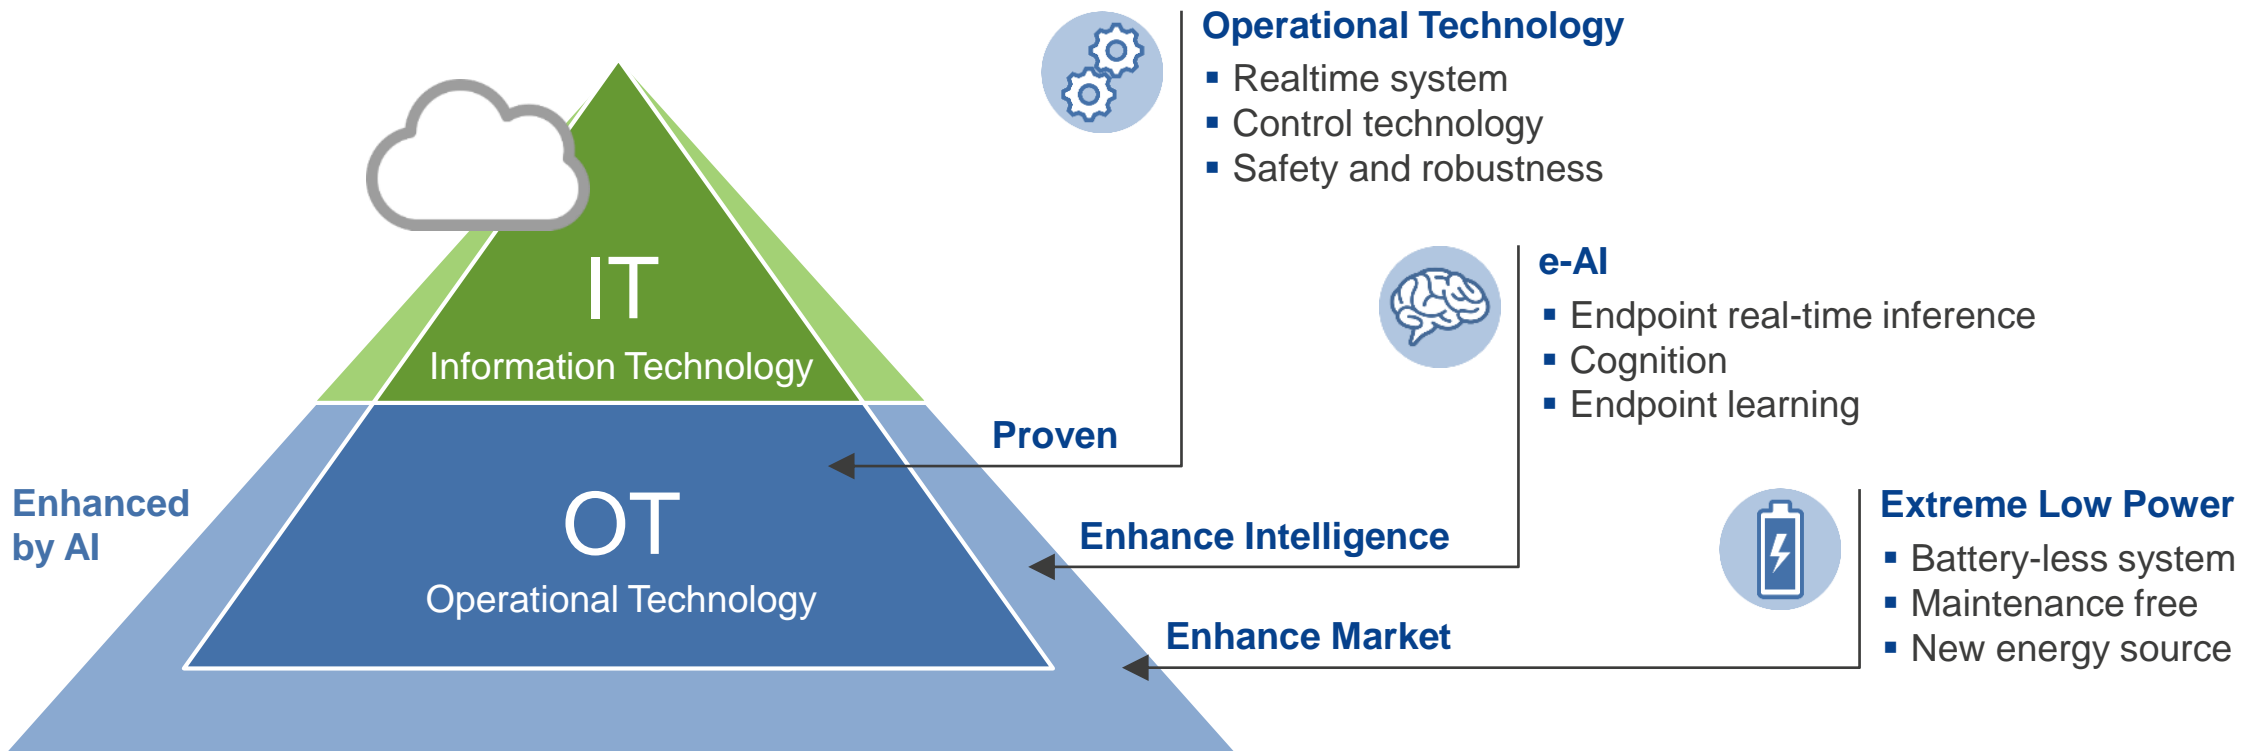 Operational Technology
▪ Realtime system
▪ Control technology
▪ Safety and robustness
IT
Information Technology
e-AI
▪ Endpoint real-time inference
▪ Cognition
▪ Endpoint learning
Proven
Enhanced
by AI
OT
Operational Technology
Enhance Intelligence
Extreme Low Power
▪ Battery-less system
▪ Maintenance free
▪ New energy source
Enhance Market